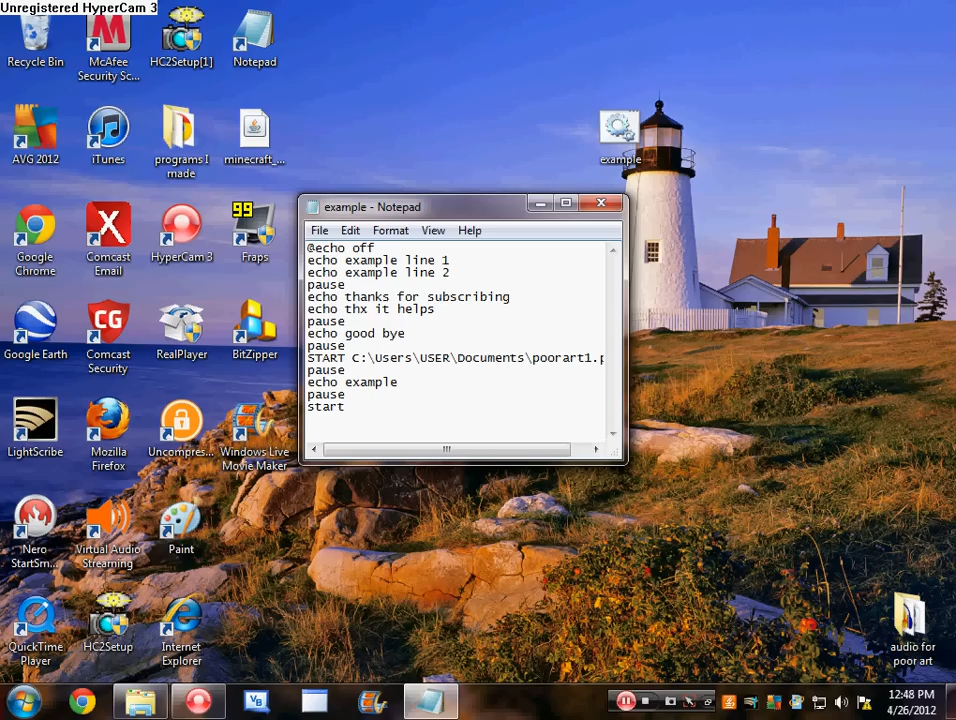 Unregistered HyperCam 3
Recycle Bin
McAfee
Security Sc...
HC2Setup[1]
Notepad
AVG 2012
iTunes
programs I
made
minecraft_...
example
Google
Chrome
Comcast
Email
HyperCam 3
99
Fraps
example - Notepad
File Edit Format View Help
@echo off
echo example line 1
echo example line 2
pause
echo thanks for subscribing
echo thx it helps
pause
echo good bye
pause
START C:\Users\USER\Documents\poorart1.p
pause
echo example
pause
start
Google Earth
CG
Comcast
Security
RealPlayer
BitZipper
LightScribe
Mozilla
Firefox
Uncompres...
Windows Live
Movie Maker
Nero
StartSm...
Virtual Audio
Streaming
Paint
QuickTime
Player
HC2Setup
Internet
Explorer
audio for
poor art
VB
12:48 PM
4/26/2012